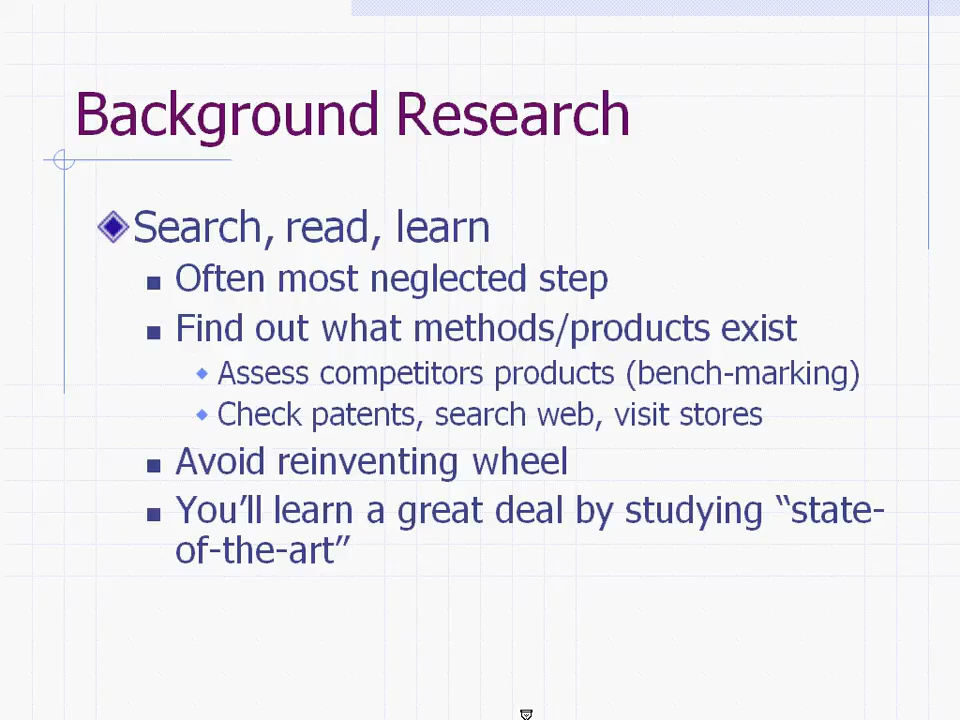 Background Research
Search, read, learn
Often most neglected step
Find out what methods/products exist
Assess competitors products (bench-marking)
Check patents, search web, visit stores
Avoid reinventing wheel
You’ll learn a great deal by studying “state-
of-the-art”